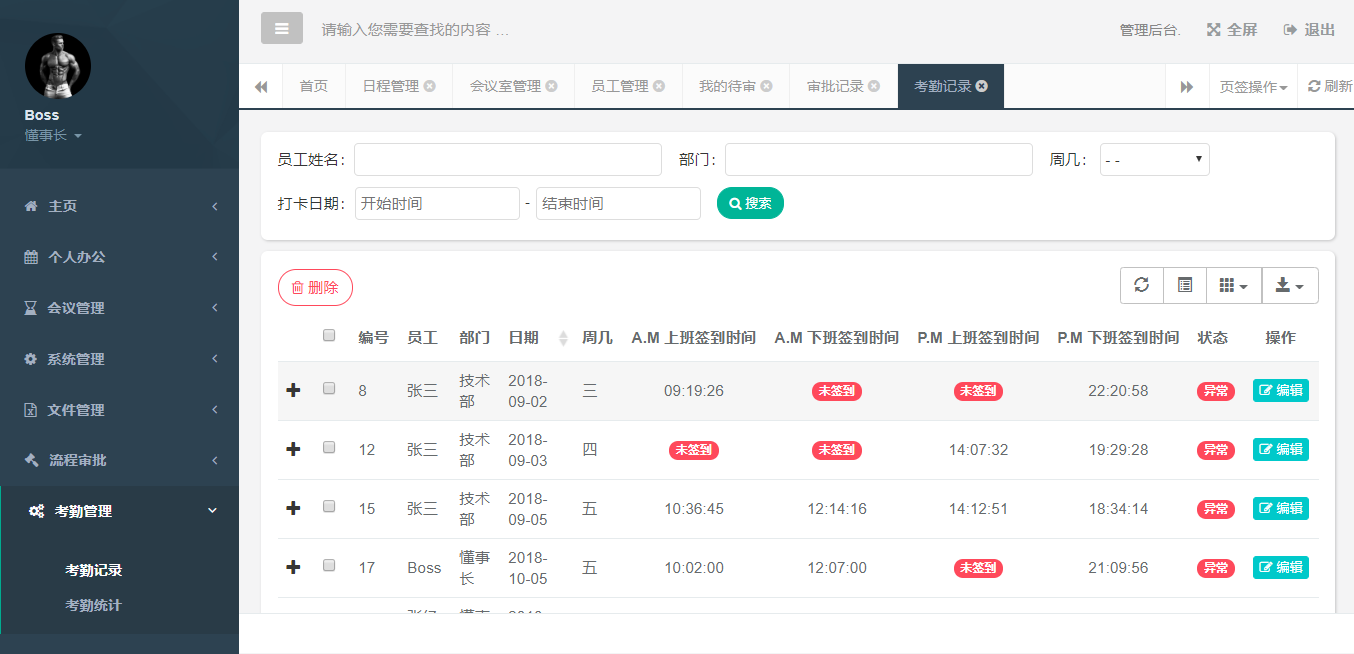 请输入您需要查找的内容 …
管理后台.
全屏
退出
Boss
懂事长
主页
个人办公
会议管理
系统管理
文件管理
流程审批
考勤管理
考勤记录
考勤统计
首页 日程管理 会议室管理 员工管理 我的待审 审批记录 考勤记录 页签操作 刷新
员工姓名： 部门： 周几： - -
打卡日期： 开始时间 - 结束时间 搜索
删除
编号 员工 部门 日期 周几 A.M 上班签到时间 A.M 下班签到时间 P.M 上班签到时间 P.M 下班签到时间 状态 操作
8 张三 技术部 2018-09-02 三 09:19:26 未签到 未签到 22:20:58 异常 编辑
12 张三 技术部 2018-09-03 四 未签到 未签到 14:07:32 19:29:28 异常 编辑
15 张三 技术部 2018-09-05 五 10:36:45 12:14:16 14:12:51 18:34:14 异常 编辑
17 Boss 懂事长 2018-10-05 五 10:02:00 12:07:00 未签到 21:09:56 异常 编辑